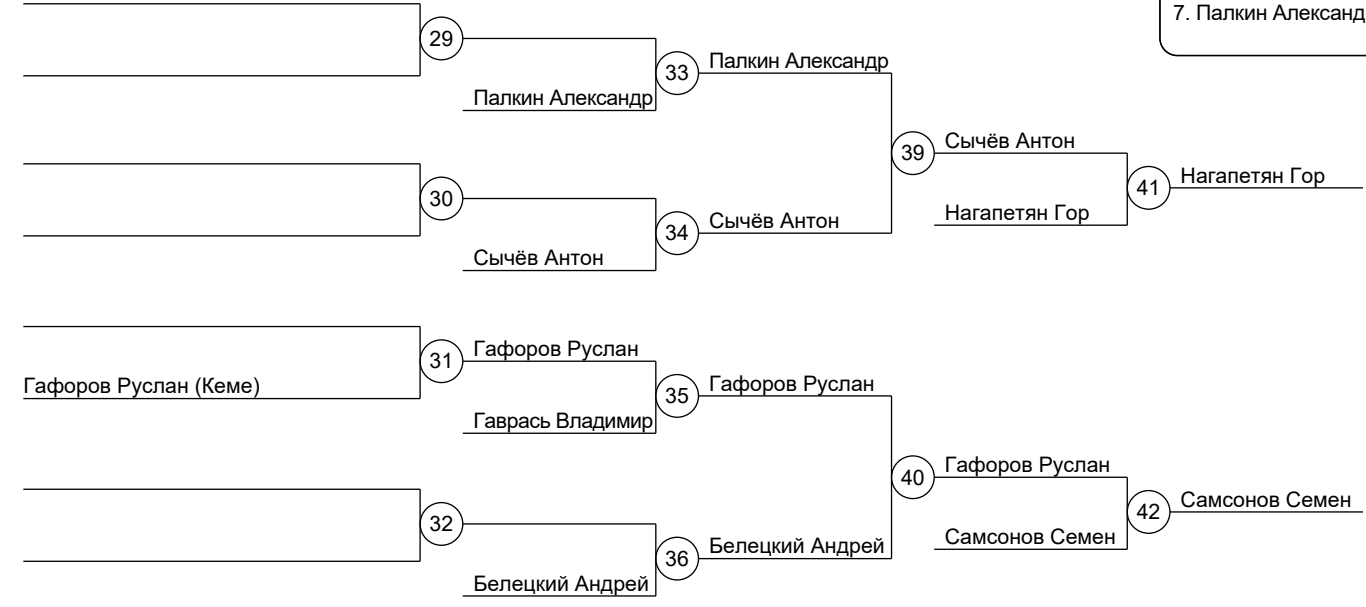 7. Палкин Александ
29
33
Палкин Александр
Палкин Александр
39
Сычёв Антон
41
Нагапетян Гор
30
34
Сычёв Антон
Нагапетян Гор
Сычёв Антон
31
Гафоров Руслан
35
Гафоров Руслан
Гафоров Руслан (Кеме)
Гаврась Владимир
40
Гафоров Руслан
42
Самсонов Семен
32
36
Белецкий Андрей
Самсонов Семен
Белецкий Андрей